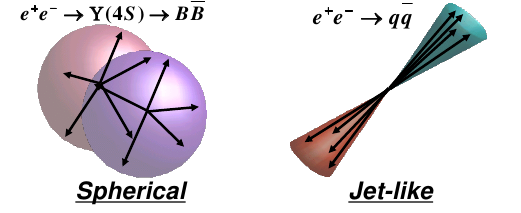 e⁺e⁻ → Υ(4S) → BB̅
e⁺e⁻ → qq̅
Spherical
Jet-like